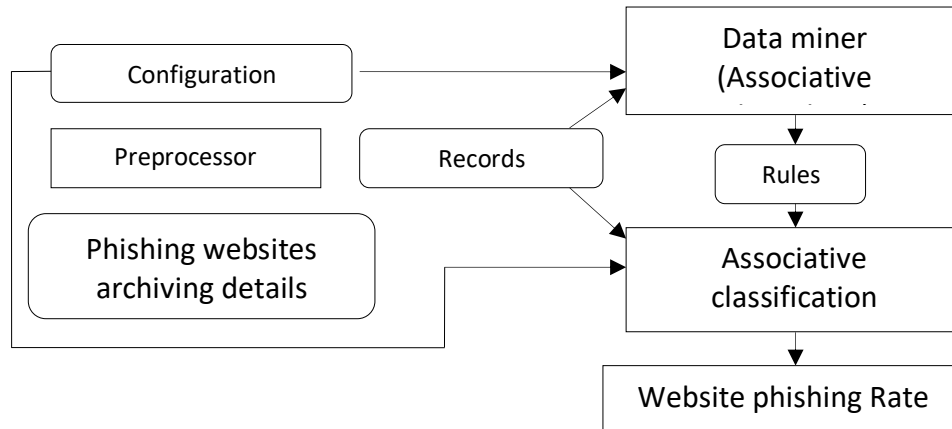 Configuration
Preprocessor
Phishing websites
archiving details
Records
Data miner
(Associative
Rules
Associative
classification
Website phishing Rate